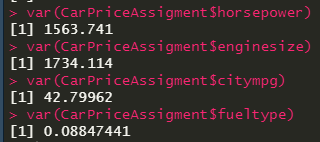 > var(CarPriceAssigment$horsepower)
[1] 1563.741
> var(CarPriceAssigment$enginesize)
[1] 1734.114
> var(CarPriceAssigment$citympg)
[1] 42.79962
> var(CarPriceAssigment$fueltype)
[1] 0.08847441